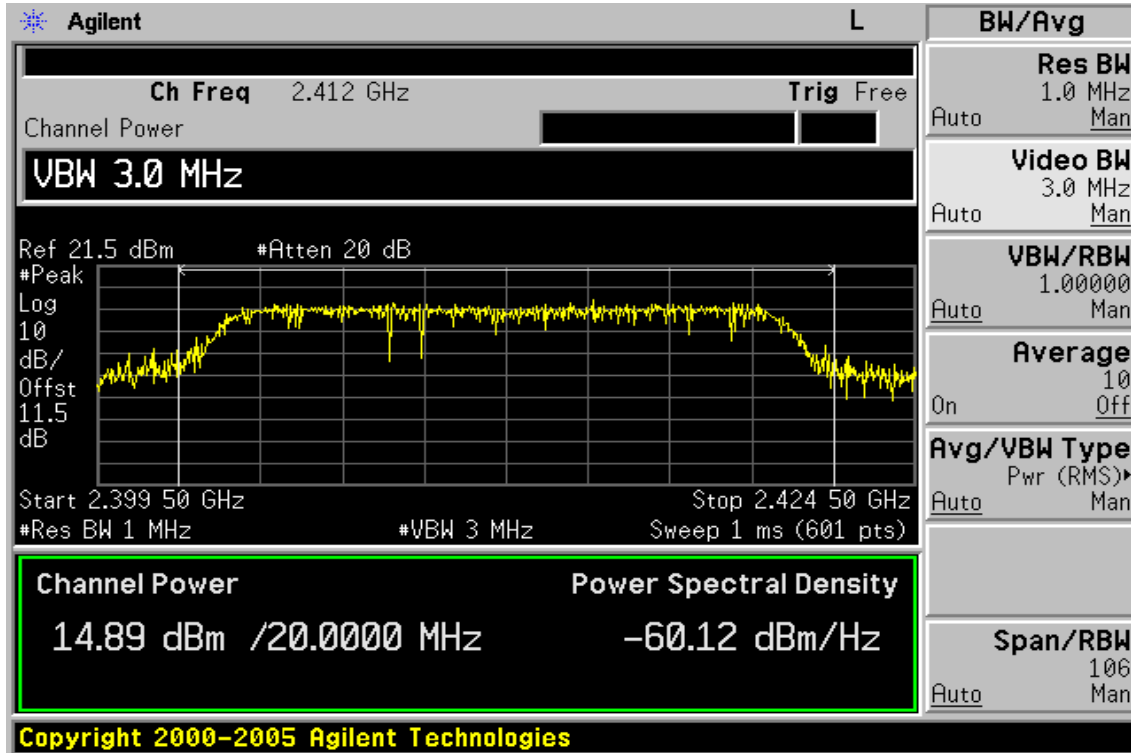 Agilent L BW/Avg
Ch Freq 2.412 GHz Trig Free
Channel Power
VBW 3.0 MHz
Ref 21.5 dBm #Atten 20 dB
#Peak
Log
10
dB/
Offst
11.5
dB
Start 2.399 50 GHz Stop 2.424 50 GHz
#Res BW 1 MHz #VBW 3 MHz Sweep 1 ms (601 pts)
Channel Power Power Spectral Density
14.89 dBm /20.0000 MHz -60.12 dBm/Hz
Copyright 2000-2005 Agilent Technologies
Res BW
1.0 MHz
Auto Man
Video BW
3.0 MHz
Auto Man
VBW/RBW
1.00000
Auto Man
Average
10
On Off
Avg/VBW Type
Pwr (RMS)
Auto Man
Span/RBW
106
Auto Man